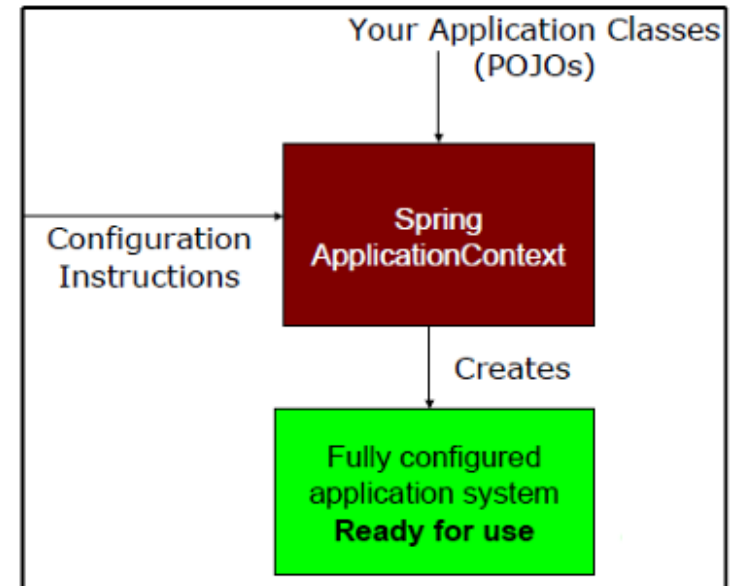 Your Application Classes
(POJOs)
Configuration
Instructions
Spring
ApplicationContext
Creates
Fully configured
application system
Ready for use